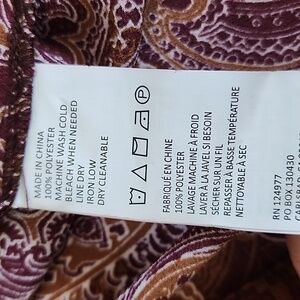 MADE IN CHINA
100% POLYESTER
MACHINE WASH COLD
BLEACH WHEN NEEDED
LINE DRY
IRON LOW
DRY CLEANABLE
P
FABRIQUÉ EN CHINE
100% POLYESTER
LAVAGE MACHINE À FROID
LAVER À LA JAVEL SI BESOIN
SÉCHER SUR UN FIL
REPASSER À BASSE TEMPÉRATURE
NETTOYABLE A SEC
RN 124977
PO BOX 130430